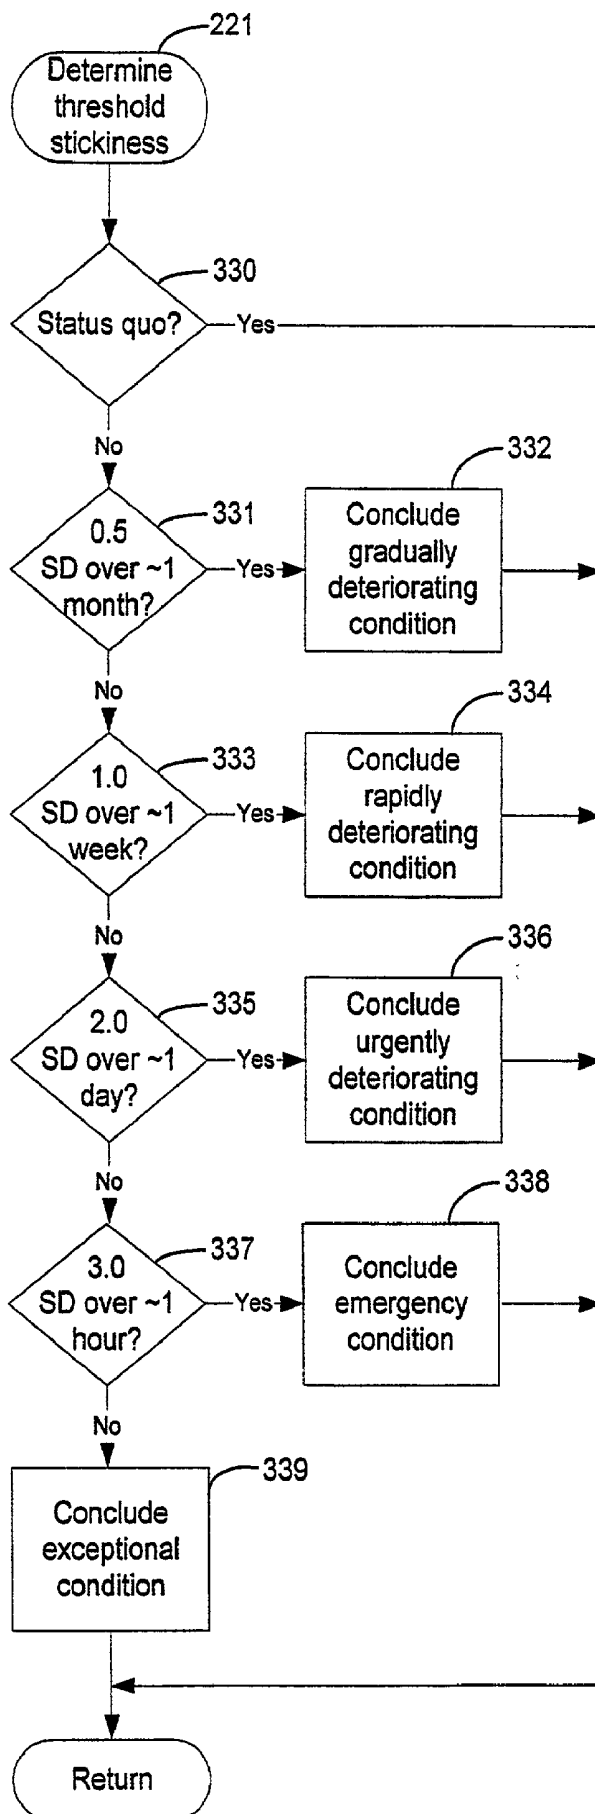 221
Determine
threshold
stickiness
330
Status quo?
Yes
No
332
331
0.5
SD over ~1
month?
Yes
Conclude
gradually
deteriorating
condition
No
334
333
1.0
SD over ~1
week?
Yes
Conclude
rapidly
deteriorating
condition
No
336
335
2.0
SD over ~1
day?
Yes
Conclude
urgently
deteriorating
condition
No
338
337
3.0
SD over ~1
hour?
Yes
Conclude
emergency
condition
No
339
Conclude
exceptional
condition
Return